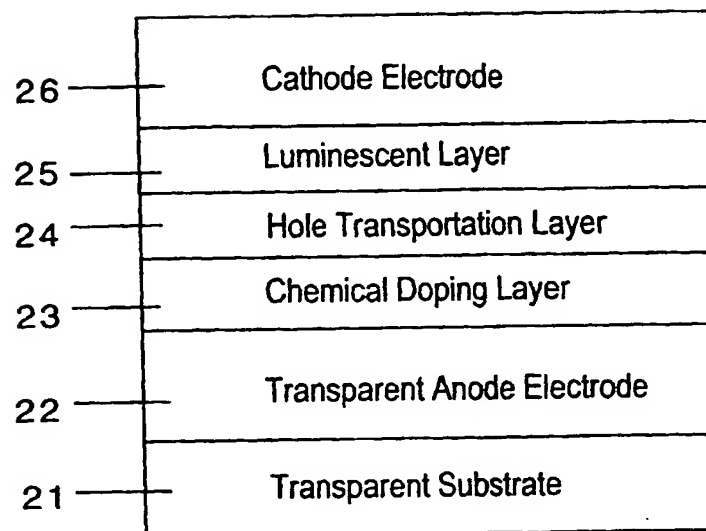 26 Cathode Electrode
25 Luminescent Layer
24 Hole Transportation Layer
23 Chemical Doping Layer
22 Transparent Anode Electrode
21 Transparent Substrate